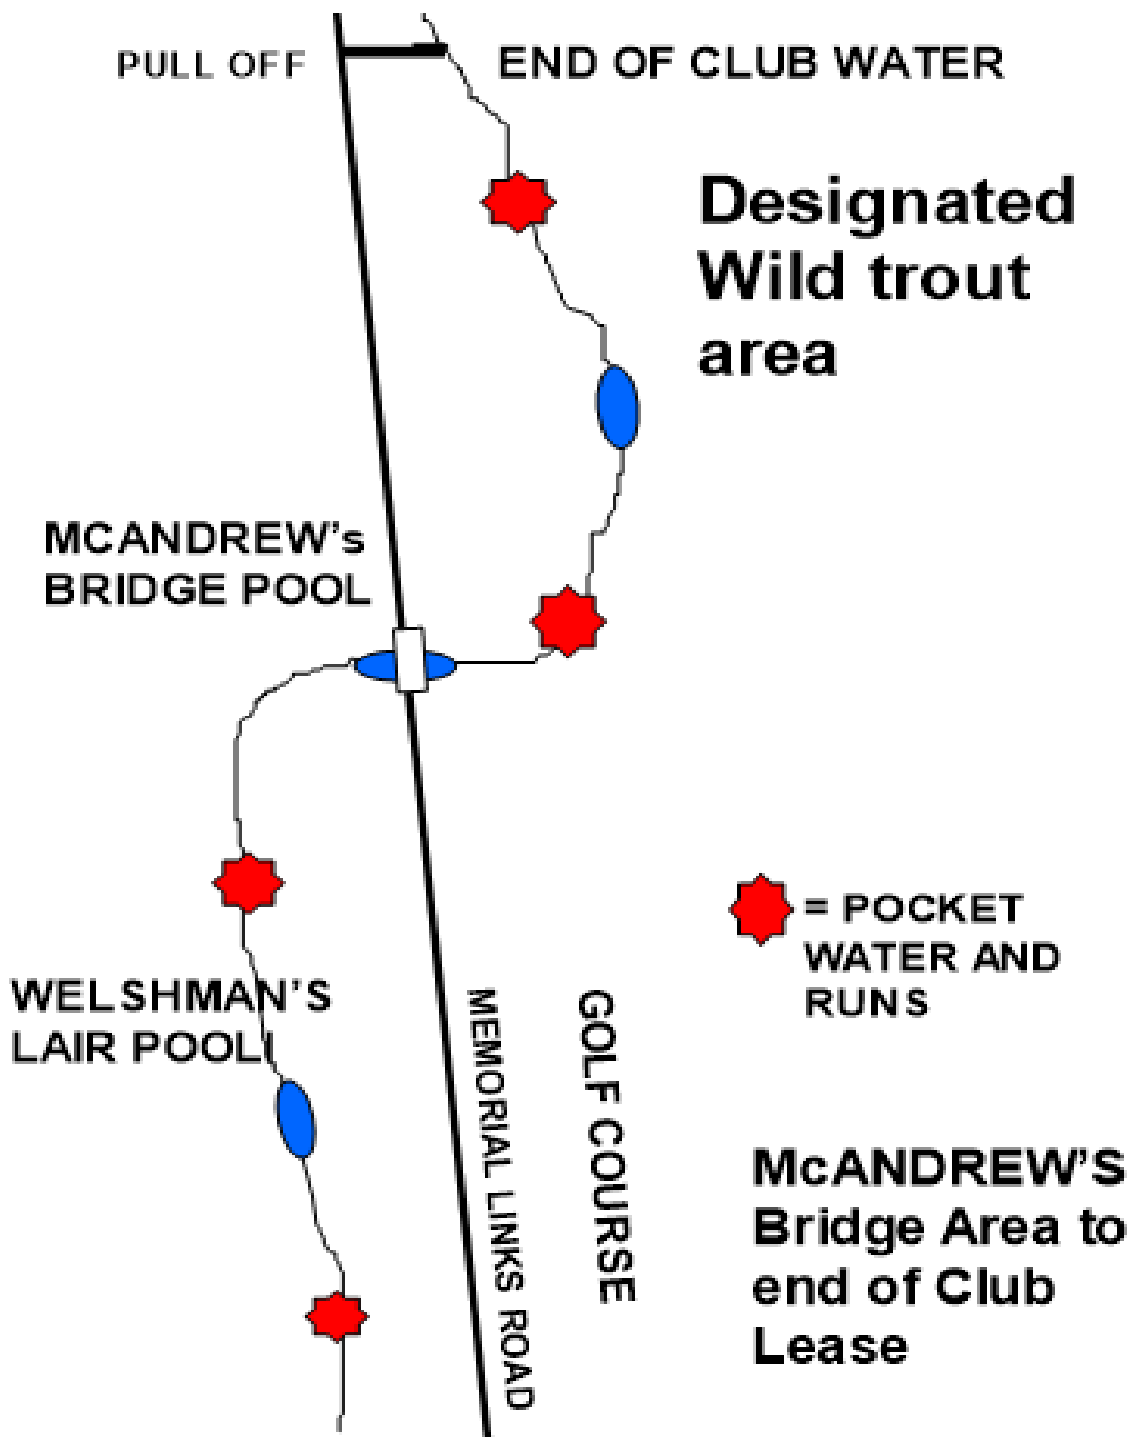 PULL OFF
END OF CLUB WATER
Designated
Wild trout
area
MCANDREW's
BRIDGE POOL
= POCKET
WATER AND
RUNS
WELSHMAN'S
LAIR POOL
MEMORIAL LINKS ROAD
GOLF COURSE
McANDREW'S
Bridge Area to
end of Club
Lease